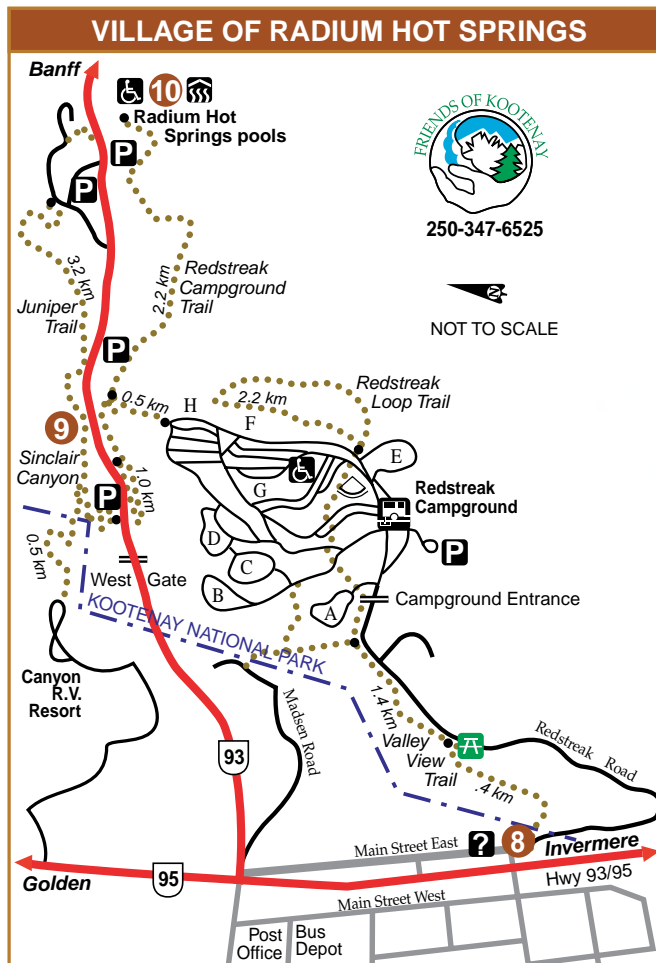 VILLAGE OF RADIUM HOT SPRINGS
Banff
10
Radium Hot
Springs pools
P
P
FRIENDS OF KOOTENAY
250-347-6525
N
NOT TO SCALE
3.2 km
2.2 km
Redstreak
Campground
Trail
Juniper
Trail
P
Redstreak
Loop Trail
0.5 km
H
2.2 km
F
9
Sinclair
Canyon
E
1.0 km
G
P
Redstreak
Campground
D
P
0.5 km
C
West Gate
B
A
Campground Entrance
KOOTENAY NATIONAL PARK
Canyon
R.V.
Resort
Madsen Road
1.4 km
Valley
View
Trail
Redstreak Road
93
.4 km
?
8
Main Street East
Invermere
Golden
95
Hwy 93/95
Main Street West
Post
Office
Bus
Depot